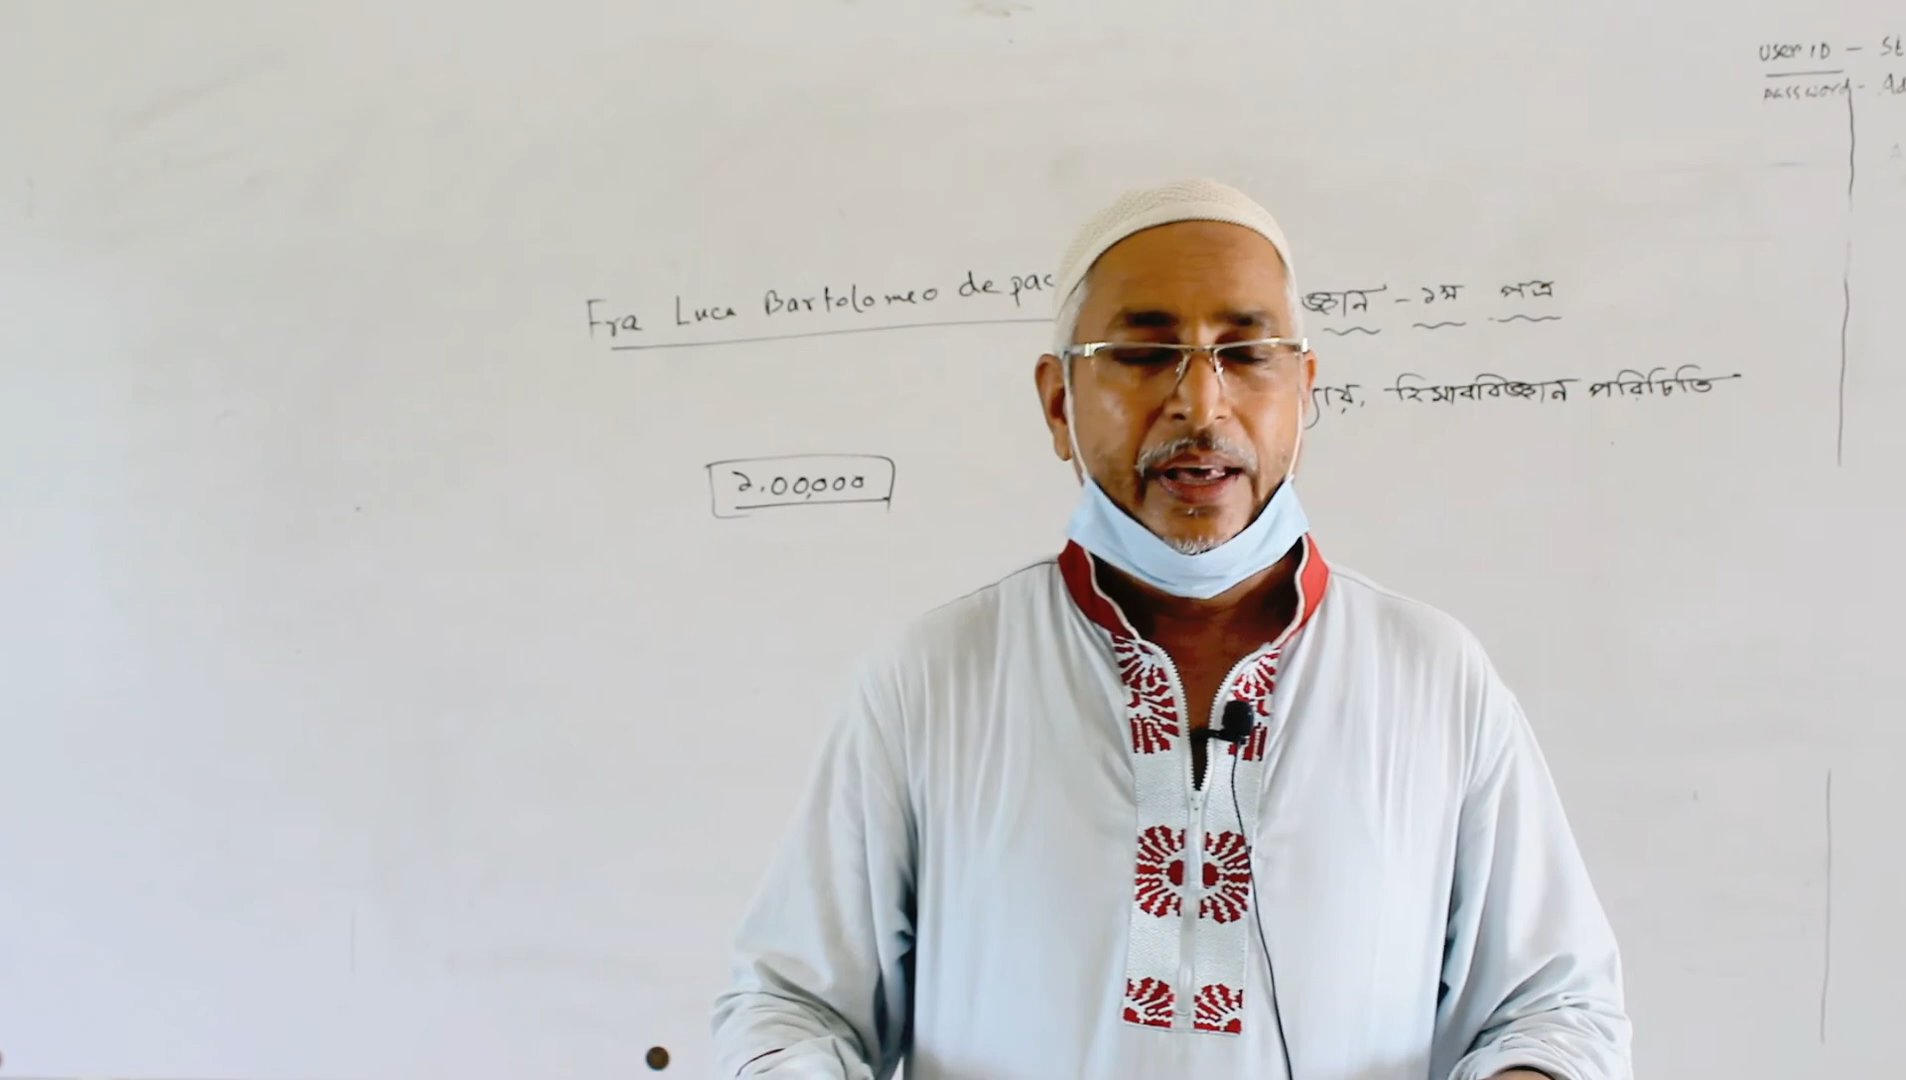 USER ID - St
password - Ad
Fra Luca Bartolomeo de pac
জ্ঞান - ১ম পত্র
্যায়, হিসাববিজ্ঞান পরিচিতি
২,০০,০০০